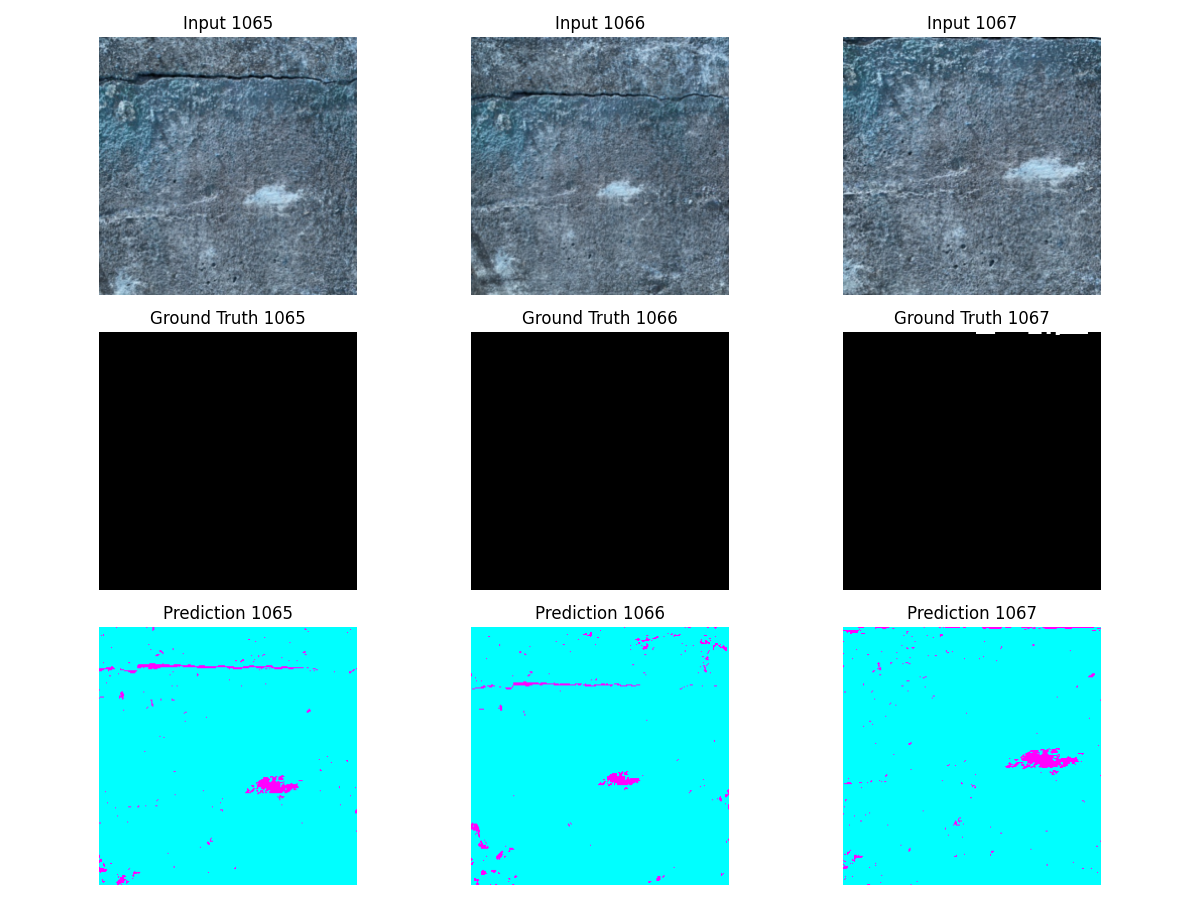 Input 1065
Input 1066
Input 1067
Ground Truth 1065
Ground Truth 1066
Ground Truth 1067
Prediction 1065
Prediction 1066
Prediction 1067